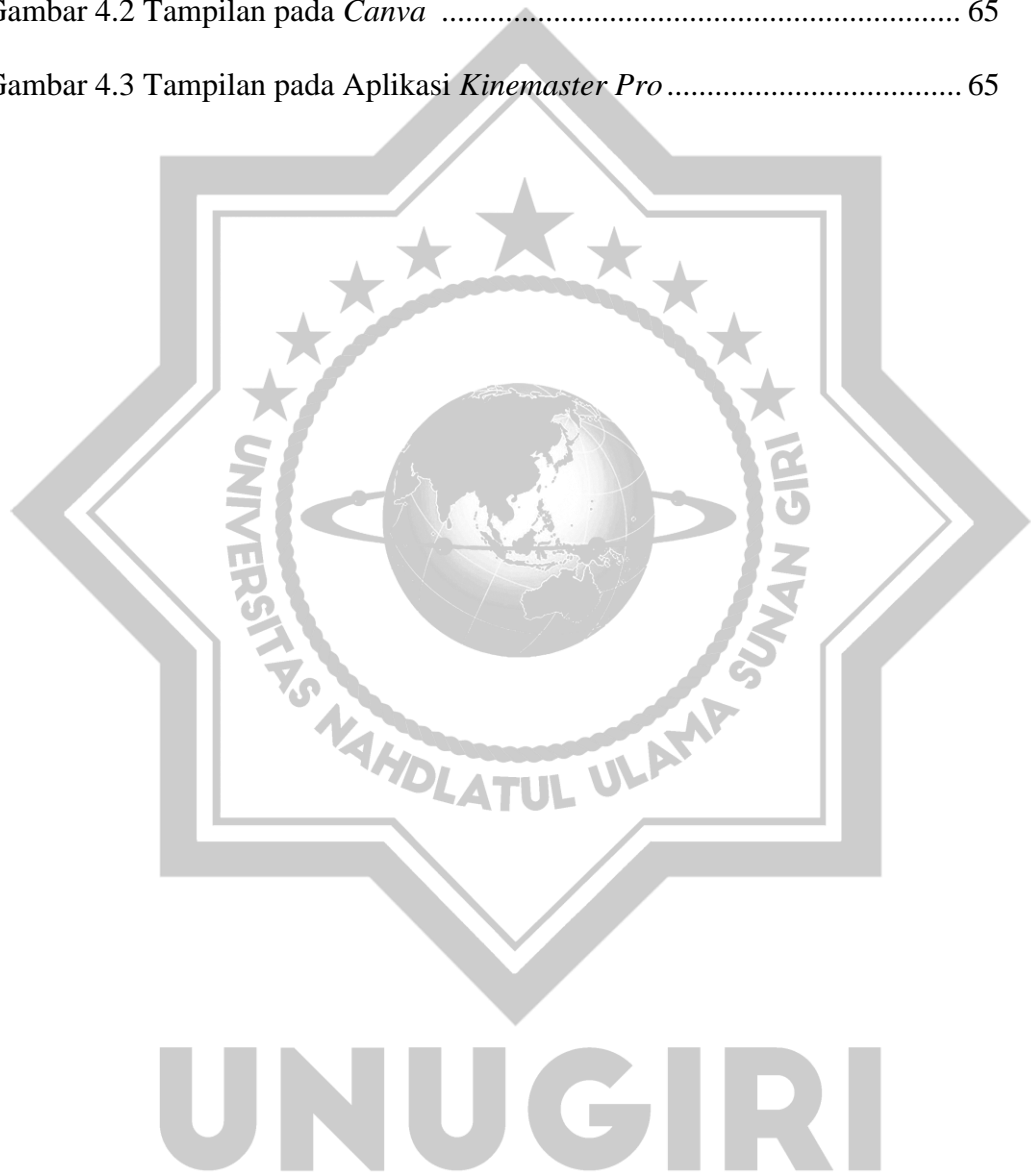 Gambar 4.2 Tampilan pada Canva ................................................................. 65
Gambar 4.3 Tampilan pada Aplikasi Kinemaster Pro ..................................... 65
UNIVERSITAS NAHDLATUL ULAMA SUNAN GIRI
UNUGIRI